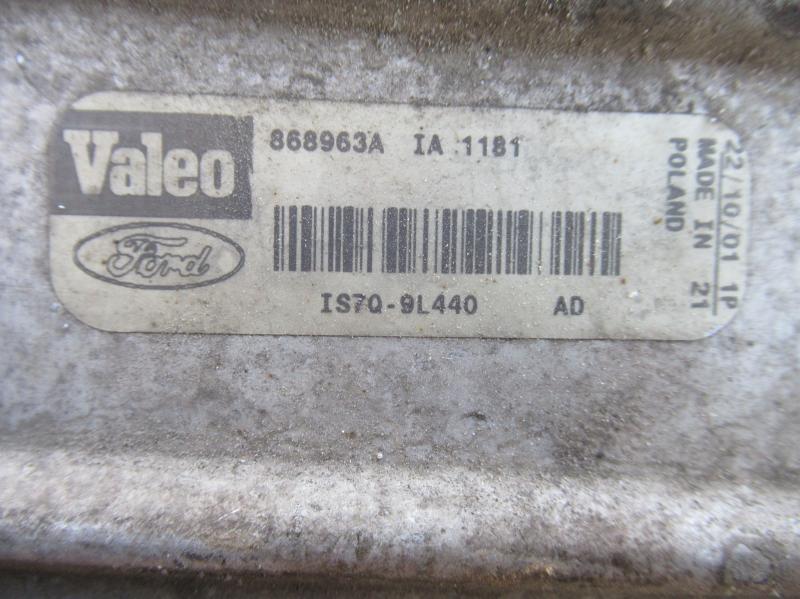 Valeo
868963A IA 1181
Ford
IS7Q-9L440 AD
22/10/01 1P
MADE IN 21
POLAND